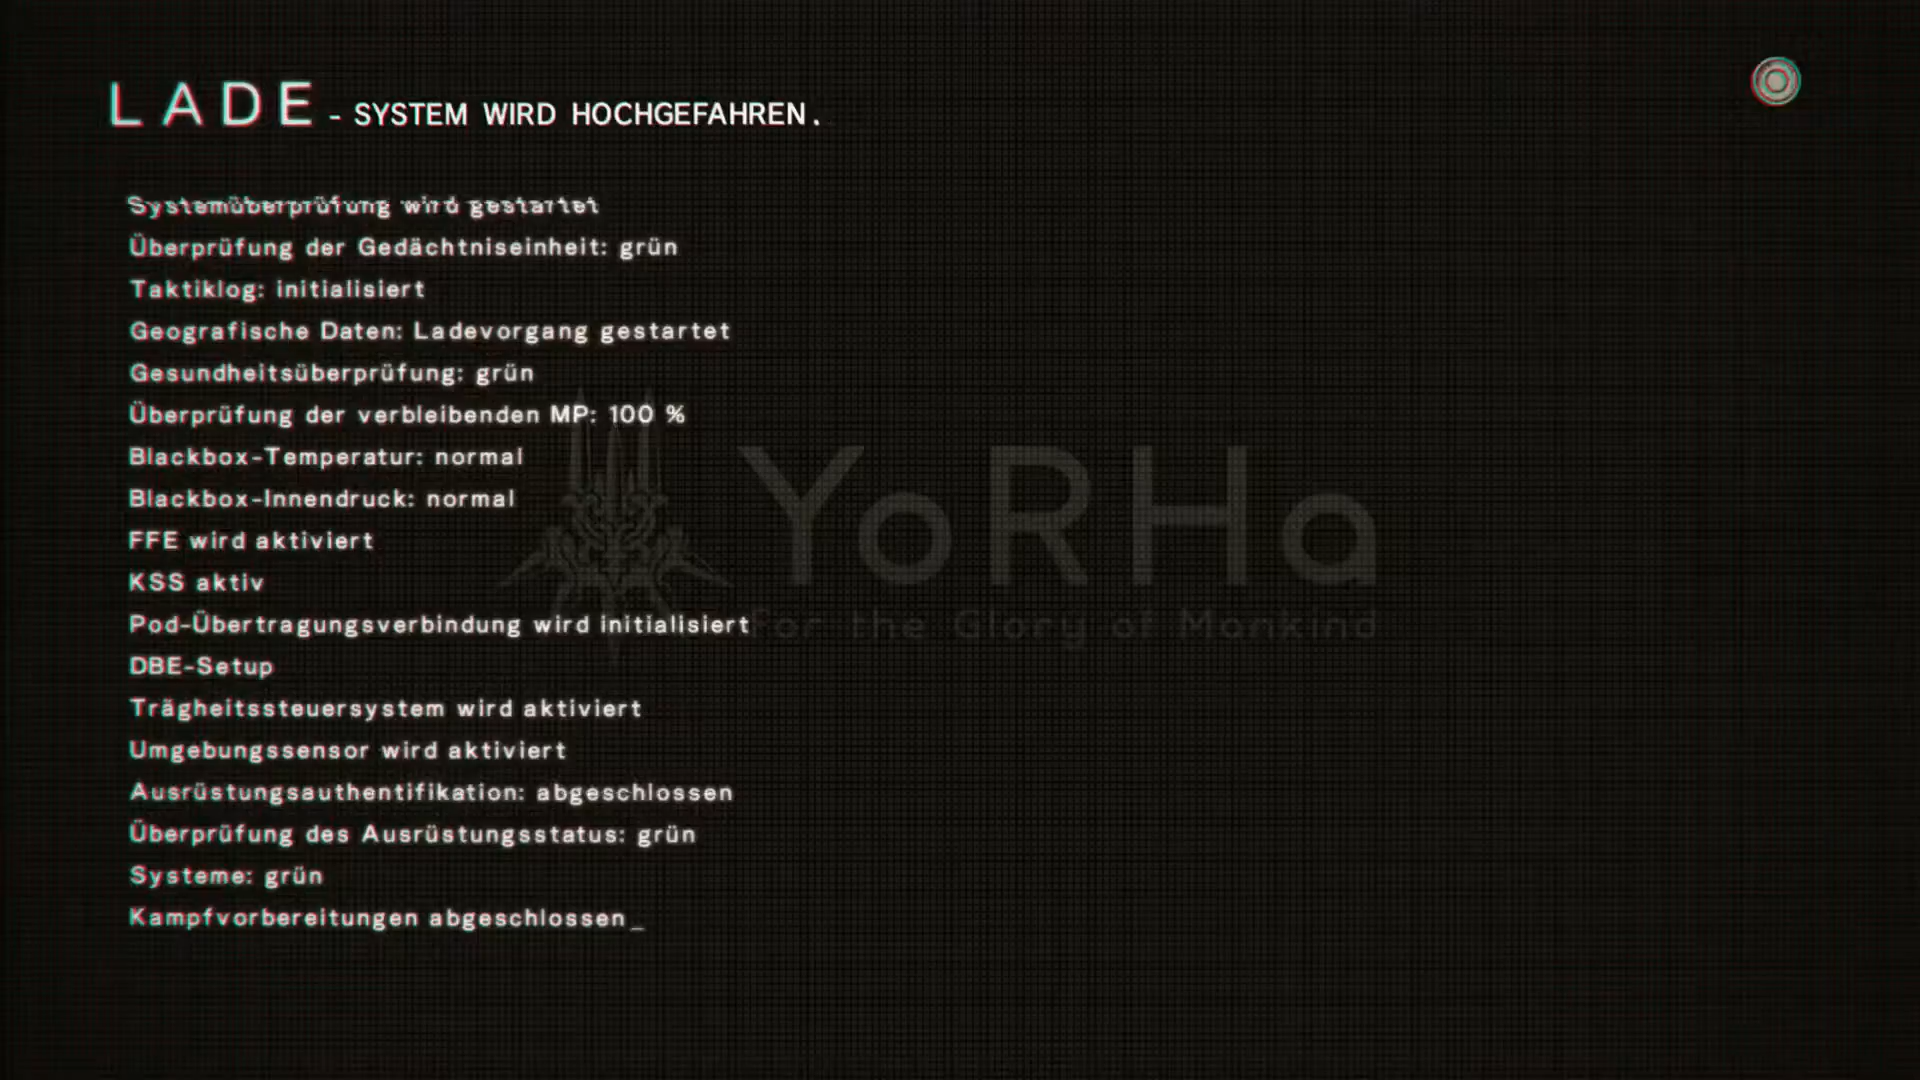 LADE - SYSTEM WIRD HOCHGEFAHREN.
Systemüberprüfung wird gestartet
Überprüfung der Gedächtniseinheit: grün
Taktiklog: initialisiert
Geografische Daten: Ladevorgang gestartet
Gesundheitsüberprüfung: grün
Überprüfung der verbleibenden MP: 100 %
Blackbox-Temperatur: normal
Blackbox-Innendruck: normal
FFE wird aktiviert
KSS aktiv
Pod-Übertragungsverbindung wird initialisiert
DBE-Setup
Trägheitssteuersystem wird aktiviert
Umgebungssensor wird aktiviert
Ausrüstungsauthentifikation: abgeschlossen
Überprüfung des Ausrüstungsstatus: grün
Systeme: grün
Kampfvorbereitungen abgeschlossen_
YoRHa
For the Glory of Mankind